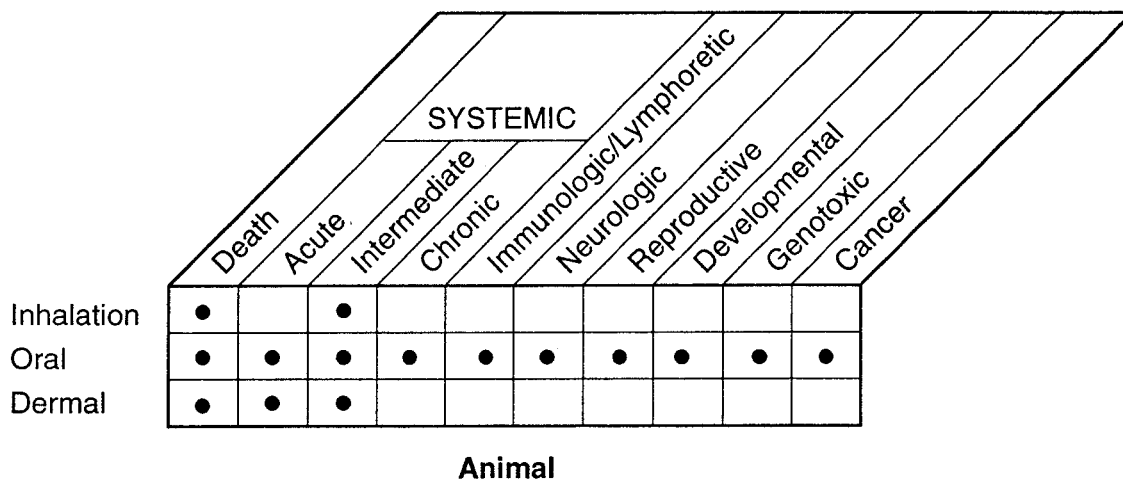 SYSTEMIC
Death
Acute
Intermediate
Chronic
Immunologic/Lymphoretic
Neurologic
Reproductive
Developmental
Genotoxic
Cancer
Inhalation
Oral
Dermal
Animal